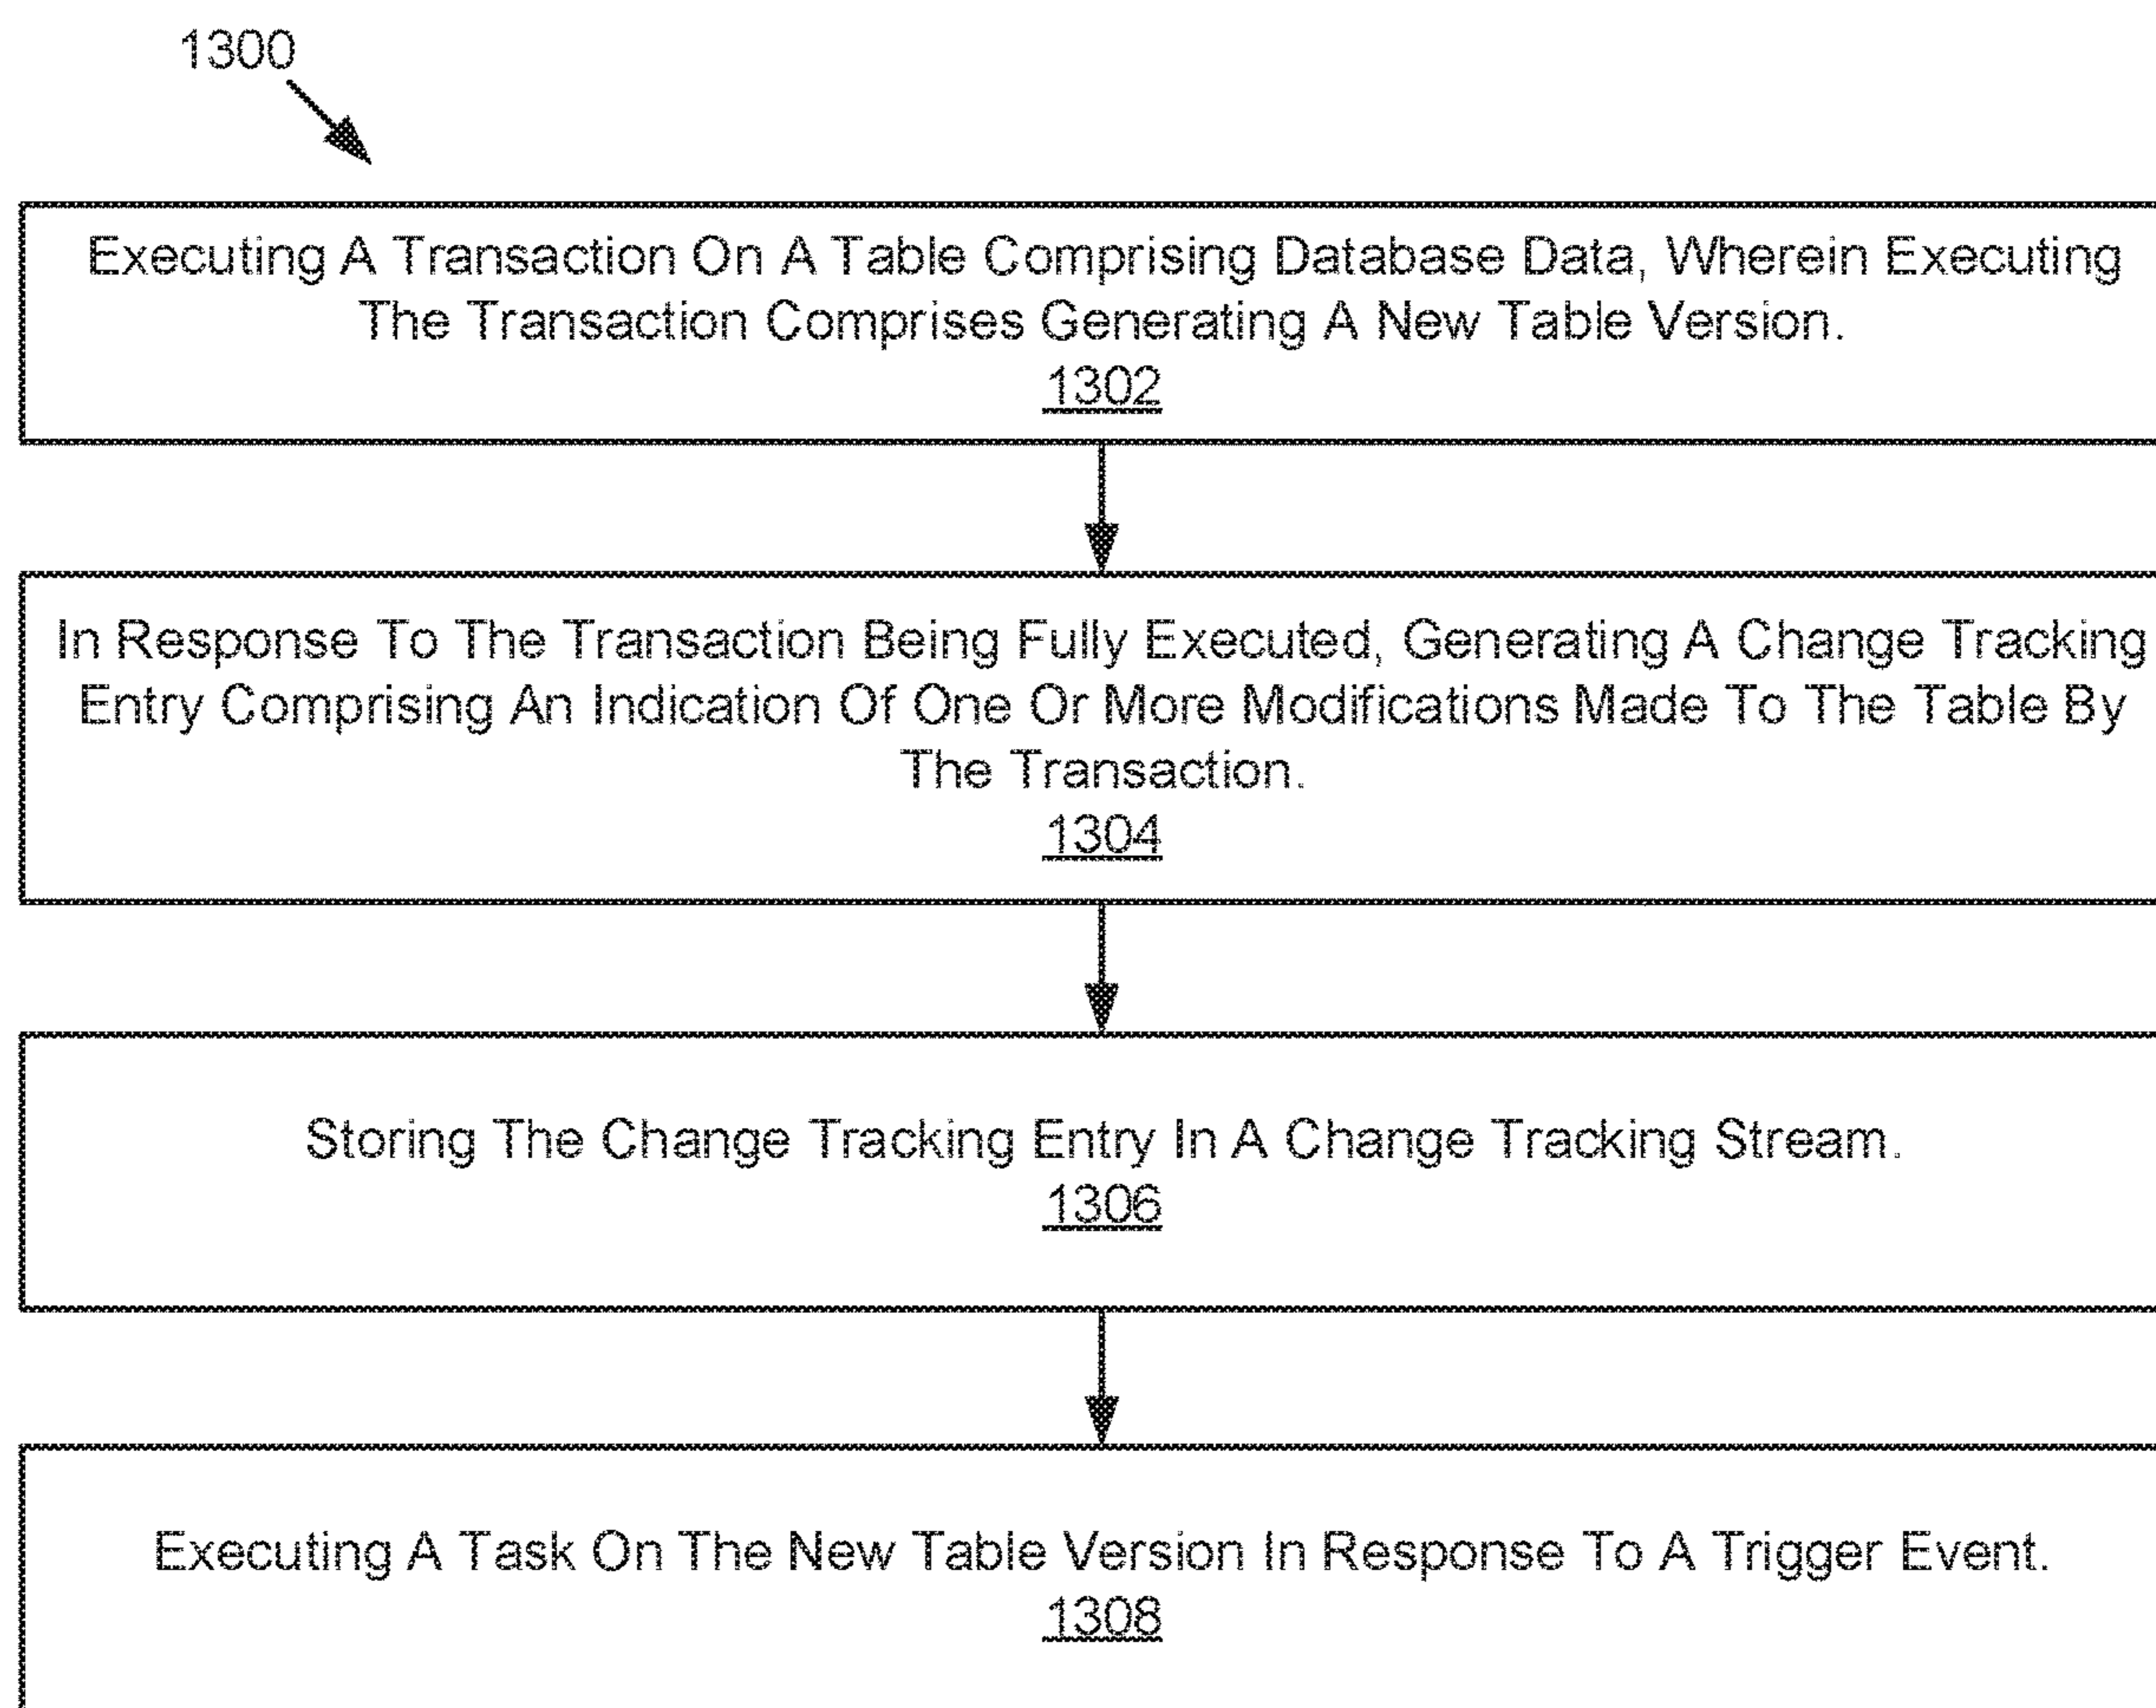 1300
Executing A Transaction On A Table Comprising Database Data, Wherein Executing
The Transaction Comprises Generating A New Table Version.
1302
In Response To The Transaction Being Fully Executed, Generating A Change Tracking
Entry Comprising An Indication Of One Or More Modifications Made To The Table By
The Transaction.
1304
Storing The Change Tracking Entry In A Change Tracking Stream.
1306
Executing A Task On The New Table Version In Response To A Trigger Event.
1308